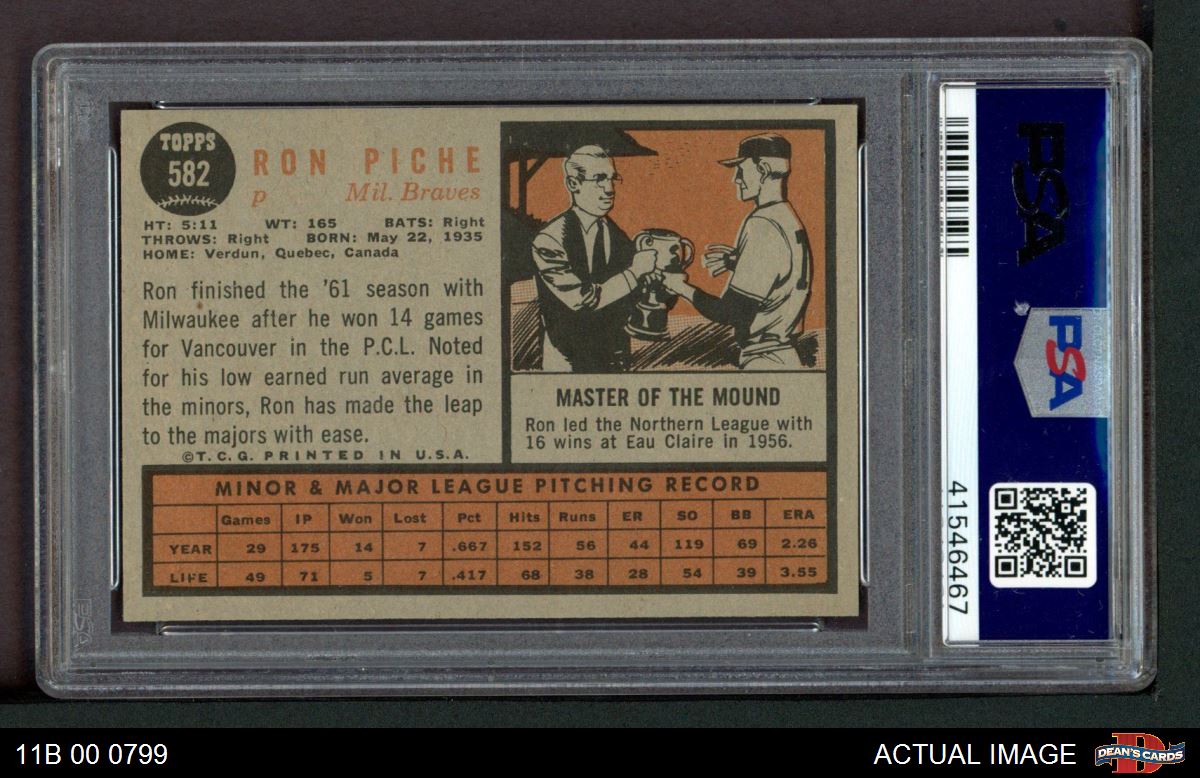 TOPPS
582
RON PICHE
p Mil. Braves
HT: 5:11 WT: 165 BATS: Right
THROWS: Right BORN: May 22, 1935
HOME: Verdun, Quebec, Canada
Ron finished the '61 season with
Milwaukee after he won 14 games
for Vancouver in the P.C.L. Noted
for his low earned run average in
the minors, Ron has made the leap
to the majors with ease.
©T.C.G. PRINTED IN U.S.A.
1
MASTER OF THE MOUND
Ron led the Northern League with
16 wins at Eau Claire in 1956.
MINOR & MAJOR LEAGUE PITCHING RECORD
Games IP Won Lost Pct Hits Runs ER SO BB ERA
YEAR 29 175 14 7 .667 152 56 44 119 69 2.26
LIFE 49 71 5 7 .417 68 38 28 54 39 3.55
PSA
PSA
PSA
41546467
11B 00 0799
ACTUAL IMAGE
DEAN'S CARDS